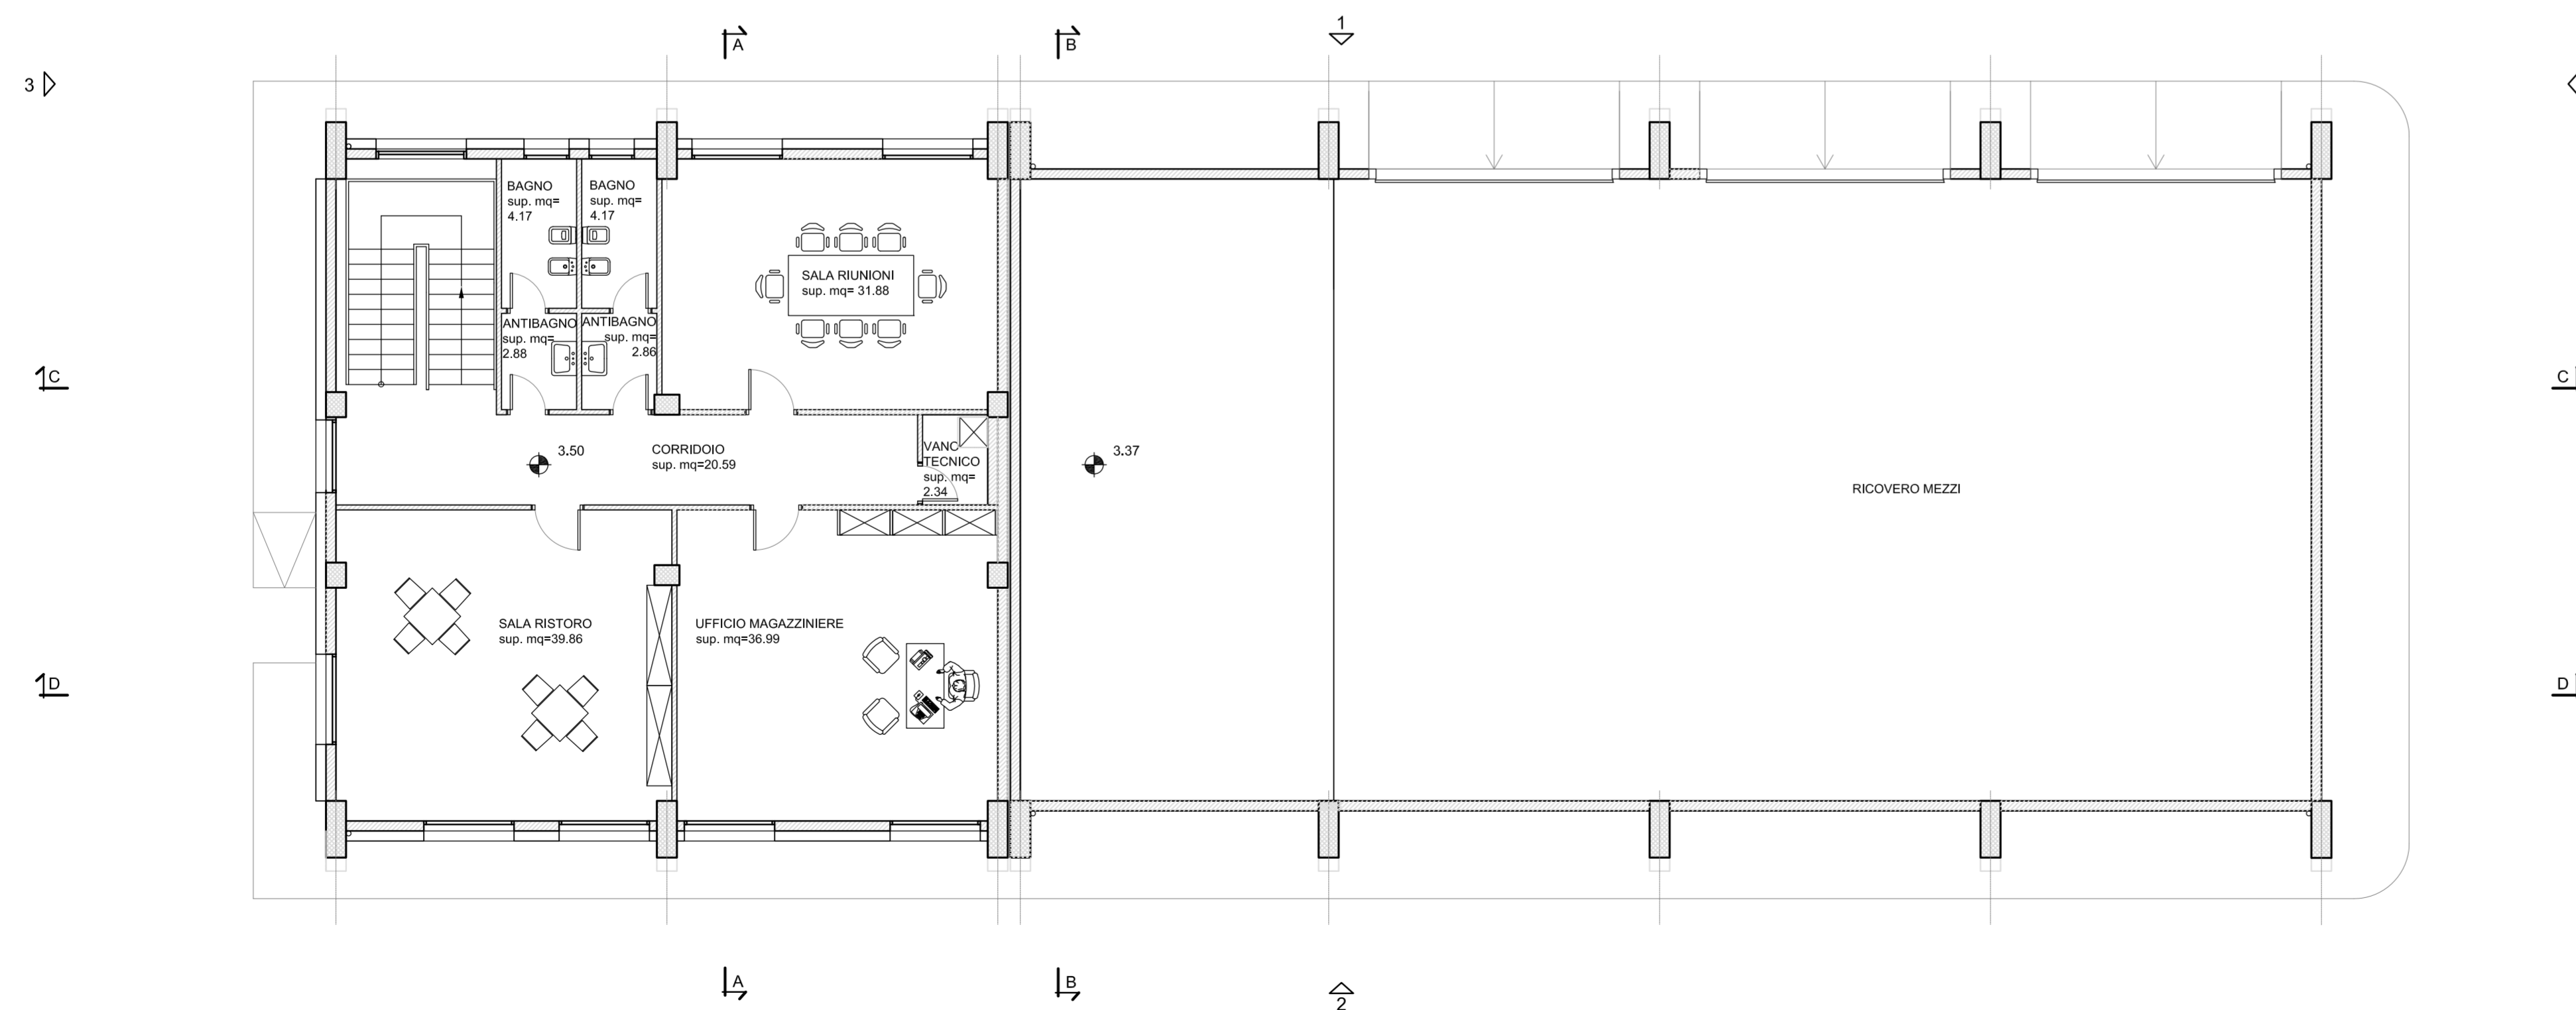 1
A
B
3
BAGNO
sup. mq=
4.17
BAGNO
sup. mq=
4.17
SALA RIUNIONI
sup. mq= 31.88
ANTIBAGNO
sup. mq=
2.88
ANTIBAGNO
sup. mq=
2.86
C
C
3.50
CORRIDOIO
sup. mq=20.59
VANO
TECNICO
sup. mq=
2.34
3.37
RICOVERO MEZZI
SALA RISTORO
sup. mq=39.86
UFFICIO MAGAZZINIERE
sup. mq=36.99
D
D
A
B
2